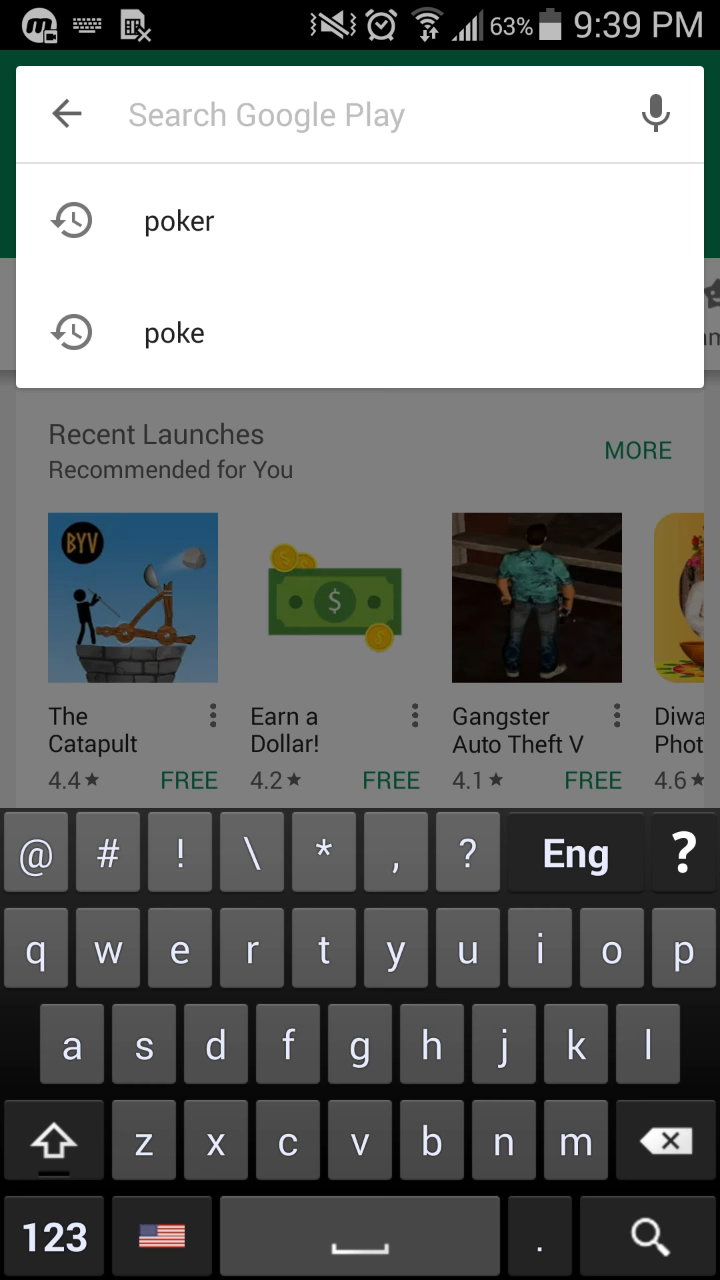 63% 9:39 PM
Search Google Play
poker
poke
Recent Launches
Recommended for You
MORE
BYV
The
Catapult
4.4★ FREE
Earn a
Dollar!
4.2★ FREE
Gangster
Auto Theft V
4.1★ FREE
Diwa
Phot
4.6★
@ # ! \ * , ? Eng ?
q w e r t y u i o p
a s d f g h j k l
z x c v b n m
123 .